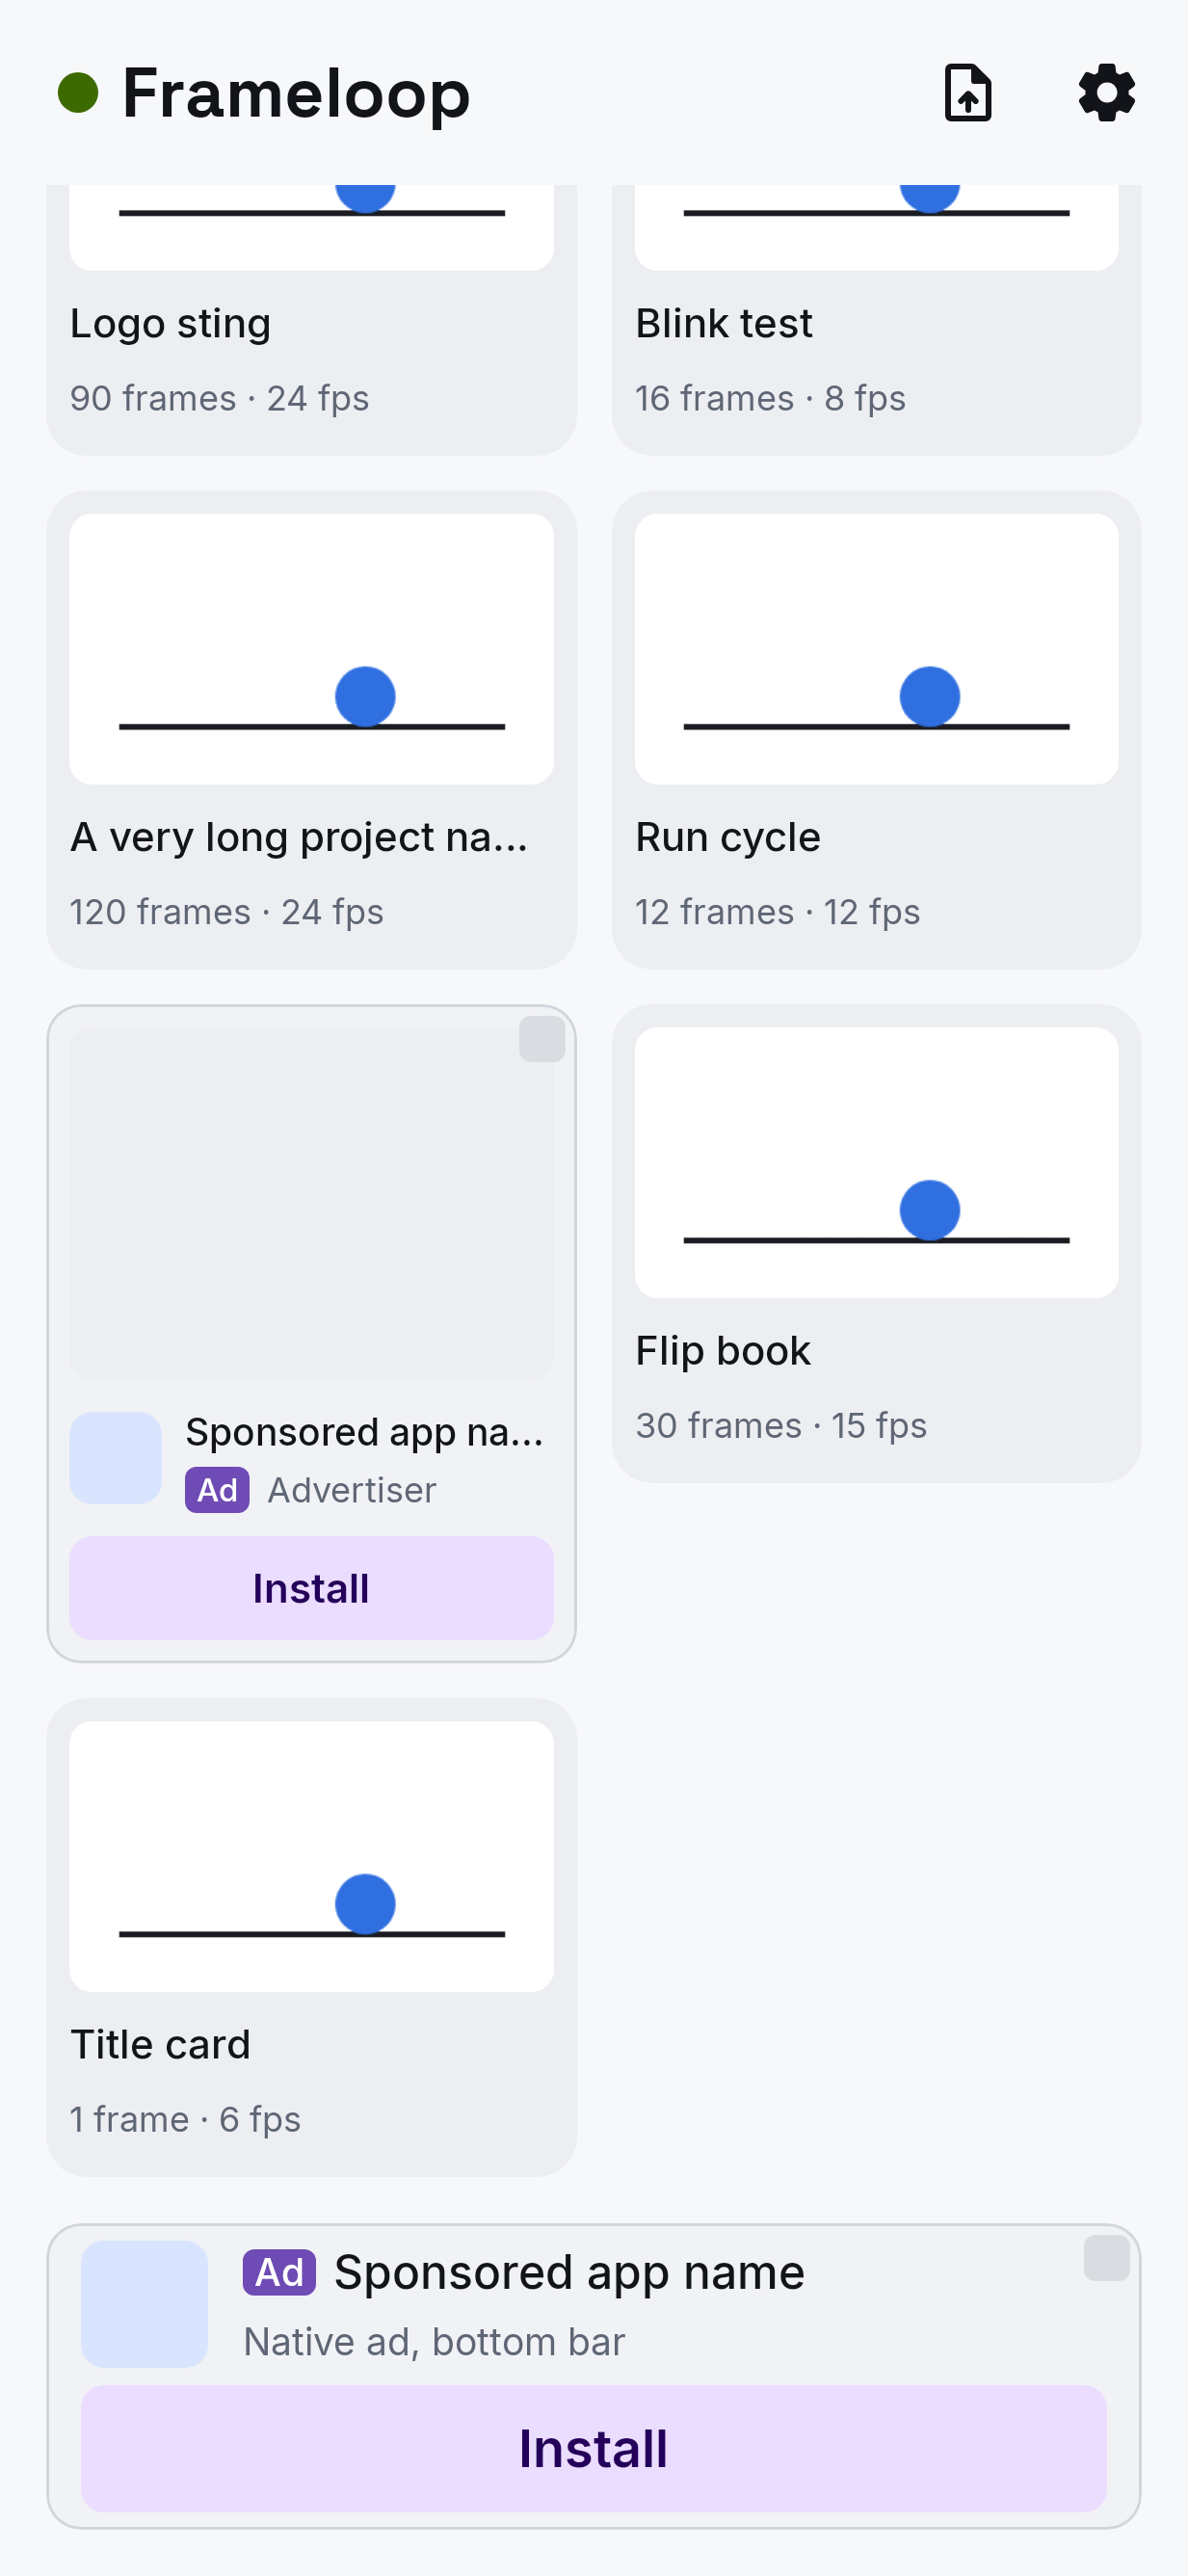 Frameloop
Logo sting
90 frames · 24 fps
Blink test
16 frames · 8 fps
A very long project na...
120 frames · 24 fps
Run cycle
12 frames · 12 fps
Sponsored app na...
Ad Advertiser
Install
Flip book
30 frames · 15 fps
Title card
1 frame · 6 fps
Ad Sponsored app name
Native ad, bottom bar
Install